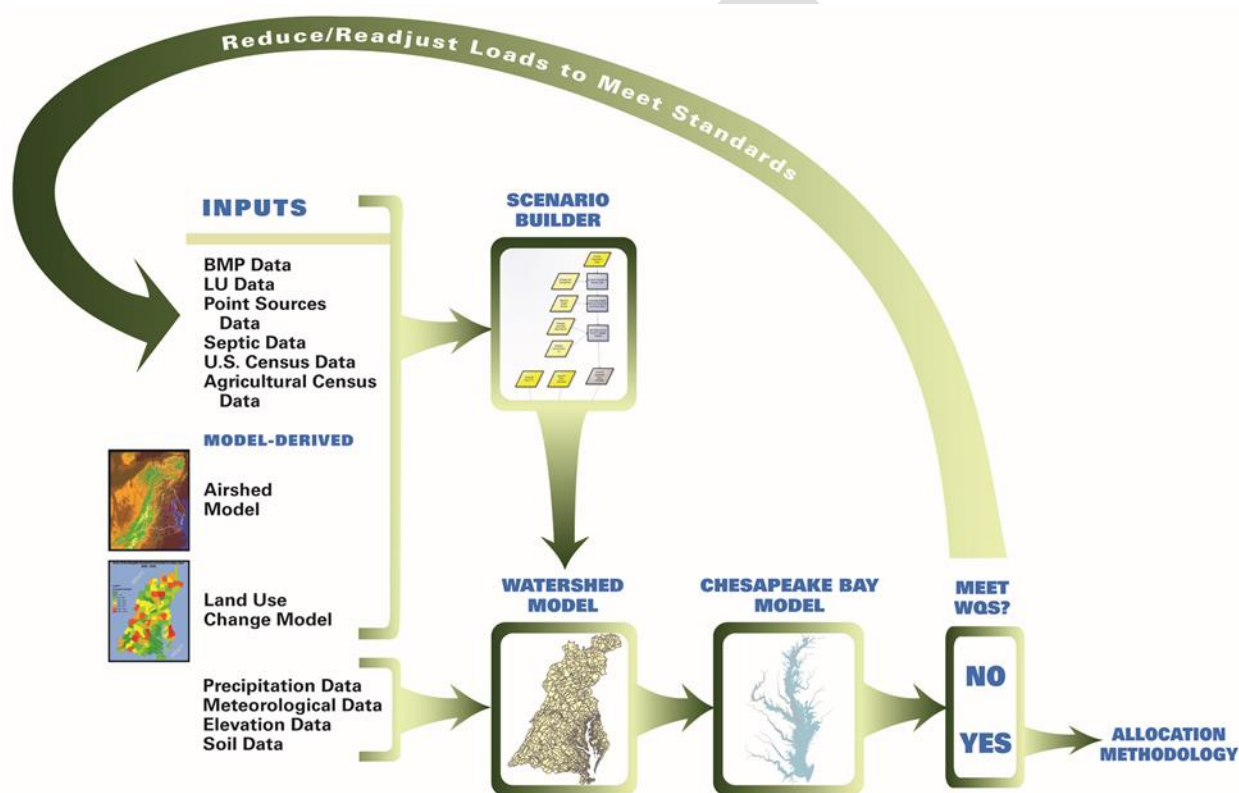 Reduce/Readjust Loads to Meet Standards
INPUTS
BMP Data
LU Data
Point Sources
Data
Septic Data
U.S. Census Data
Agricultural Census
Data
MODEL-DERIVED
Airshed
Model
Land Use
Change Model
Precipitation Data
Meteorological Data
Elevation Data
Soil Data
SCENARIO
BUILDER
WATERSHED
MODEL
CHESAPEAKE BAY
MODEL
MEET
WQS?
NO
YES
ALLOCATION
METHODOLOGY